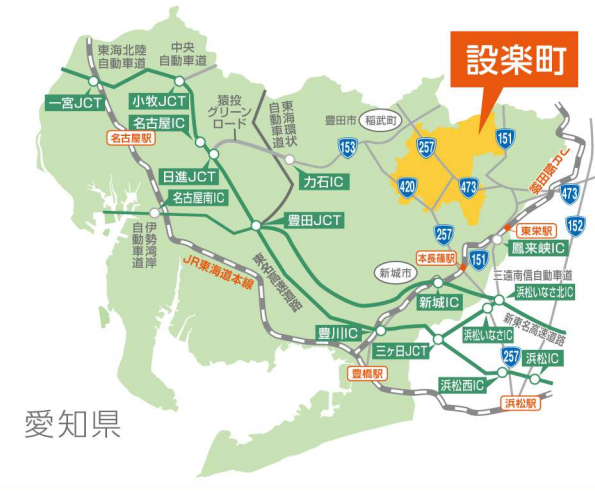 設楽町
東海北陸
自動車道
中央
自動車道
一宮JCT
小牧JCT
名古屋IC
猿投
グリーン
ロード
東海環状
自動車道
豊田市
稲武町
153
257
151
名古屋駅
日進JCT
力石IC
420
473
JR飯田線
473
名古屋南IC
豊田JCT
257
東栄駅
152
鳳来峡IC
伊勢湾岸
自動車道
本長篠駅
151
JR東海道本線
東名高速道路
新城市
三遠南信自動車道
新城IC
浜松いなさ北IC
豊川IC
浜松いなさIC
新東名高速道路
三ヶ日JCT
257
浜松IC
豊橋駅
浜松西IC
浜松駅
愛知県